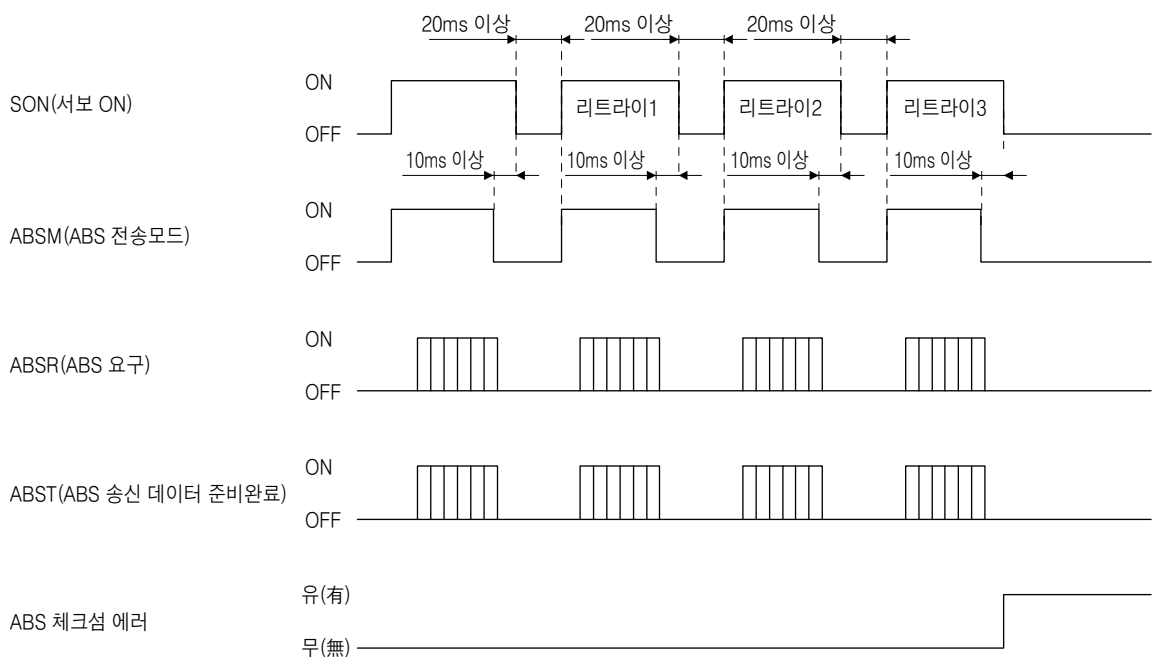 20ms 이상 20ms 이상 20ms 이상
SON(서보 ON)
ON
OFF
리트라이1 리트라이2 리트라이3
10ms 이상 10ms 이상 10ms 이상 10ms 이상
ABSM(ABS 전송모드)
ON
OFF
ABSR(ABS 요구)
ON
OFF
ABST(ABS 송신 데이터 준비완료)
ON
OFF
ABS 체크섬 에러
유(有)
무(無)